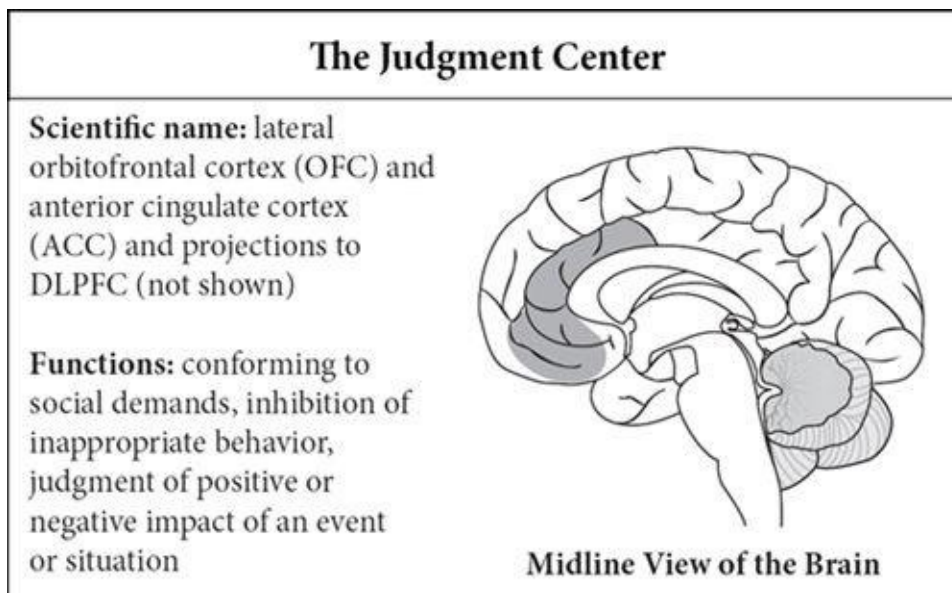 The Judgment Center
Scientific name: lateral
orbitofrontal cortex (OFC) and
anterior cingulate cortex
(ACC) and projections to
DLPFC (not shown)
Functions: conforming to
social demands, inhibition of
inappropriate behavior,
judgment of positive or
negative impact of an event
or situation
Midline View of the Brain